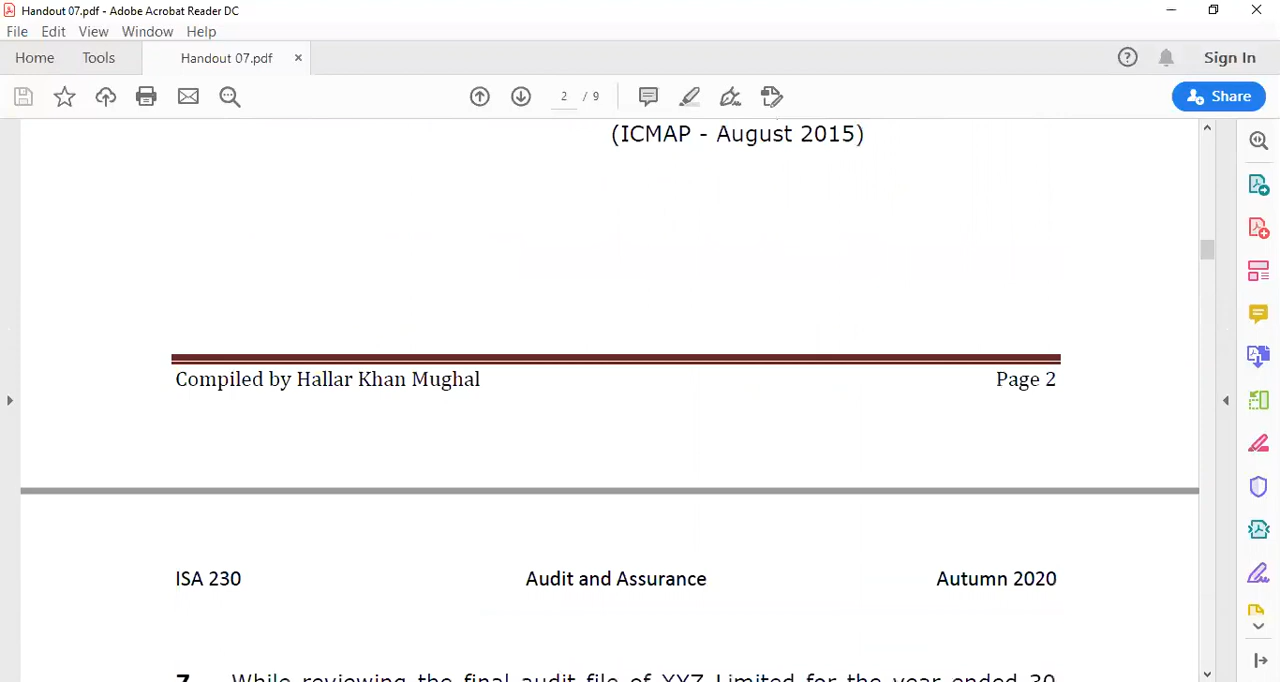 Handout 07.pdf - Adobe Acrobat Reader DC
File Edit View Window Help
Home Tools Handout 07.pdf × Sign In
2 / 9 Share
(ICMAP - August 2015)
Compiled by Hallar Khan Mughal Page 2
ISA 230 Audit and Assurance Autumn 2020
7. While reviewing the final audit file of XYZ Limited for the year ended 30